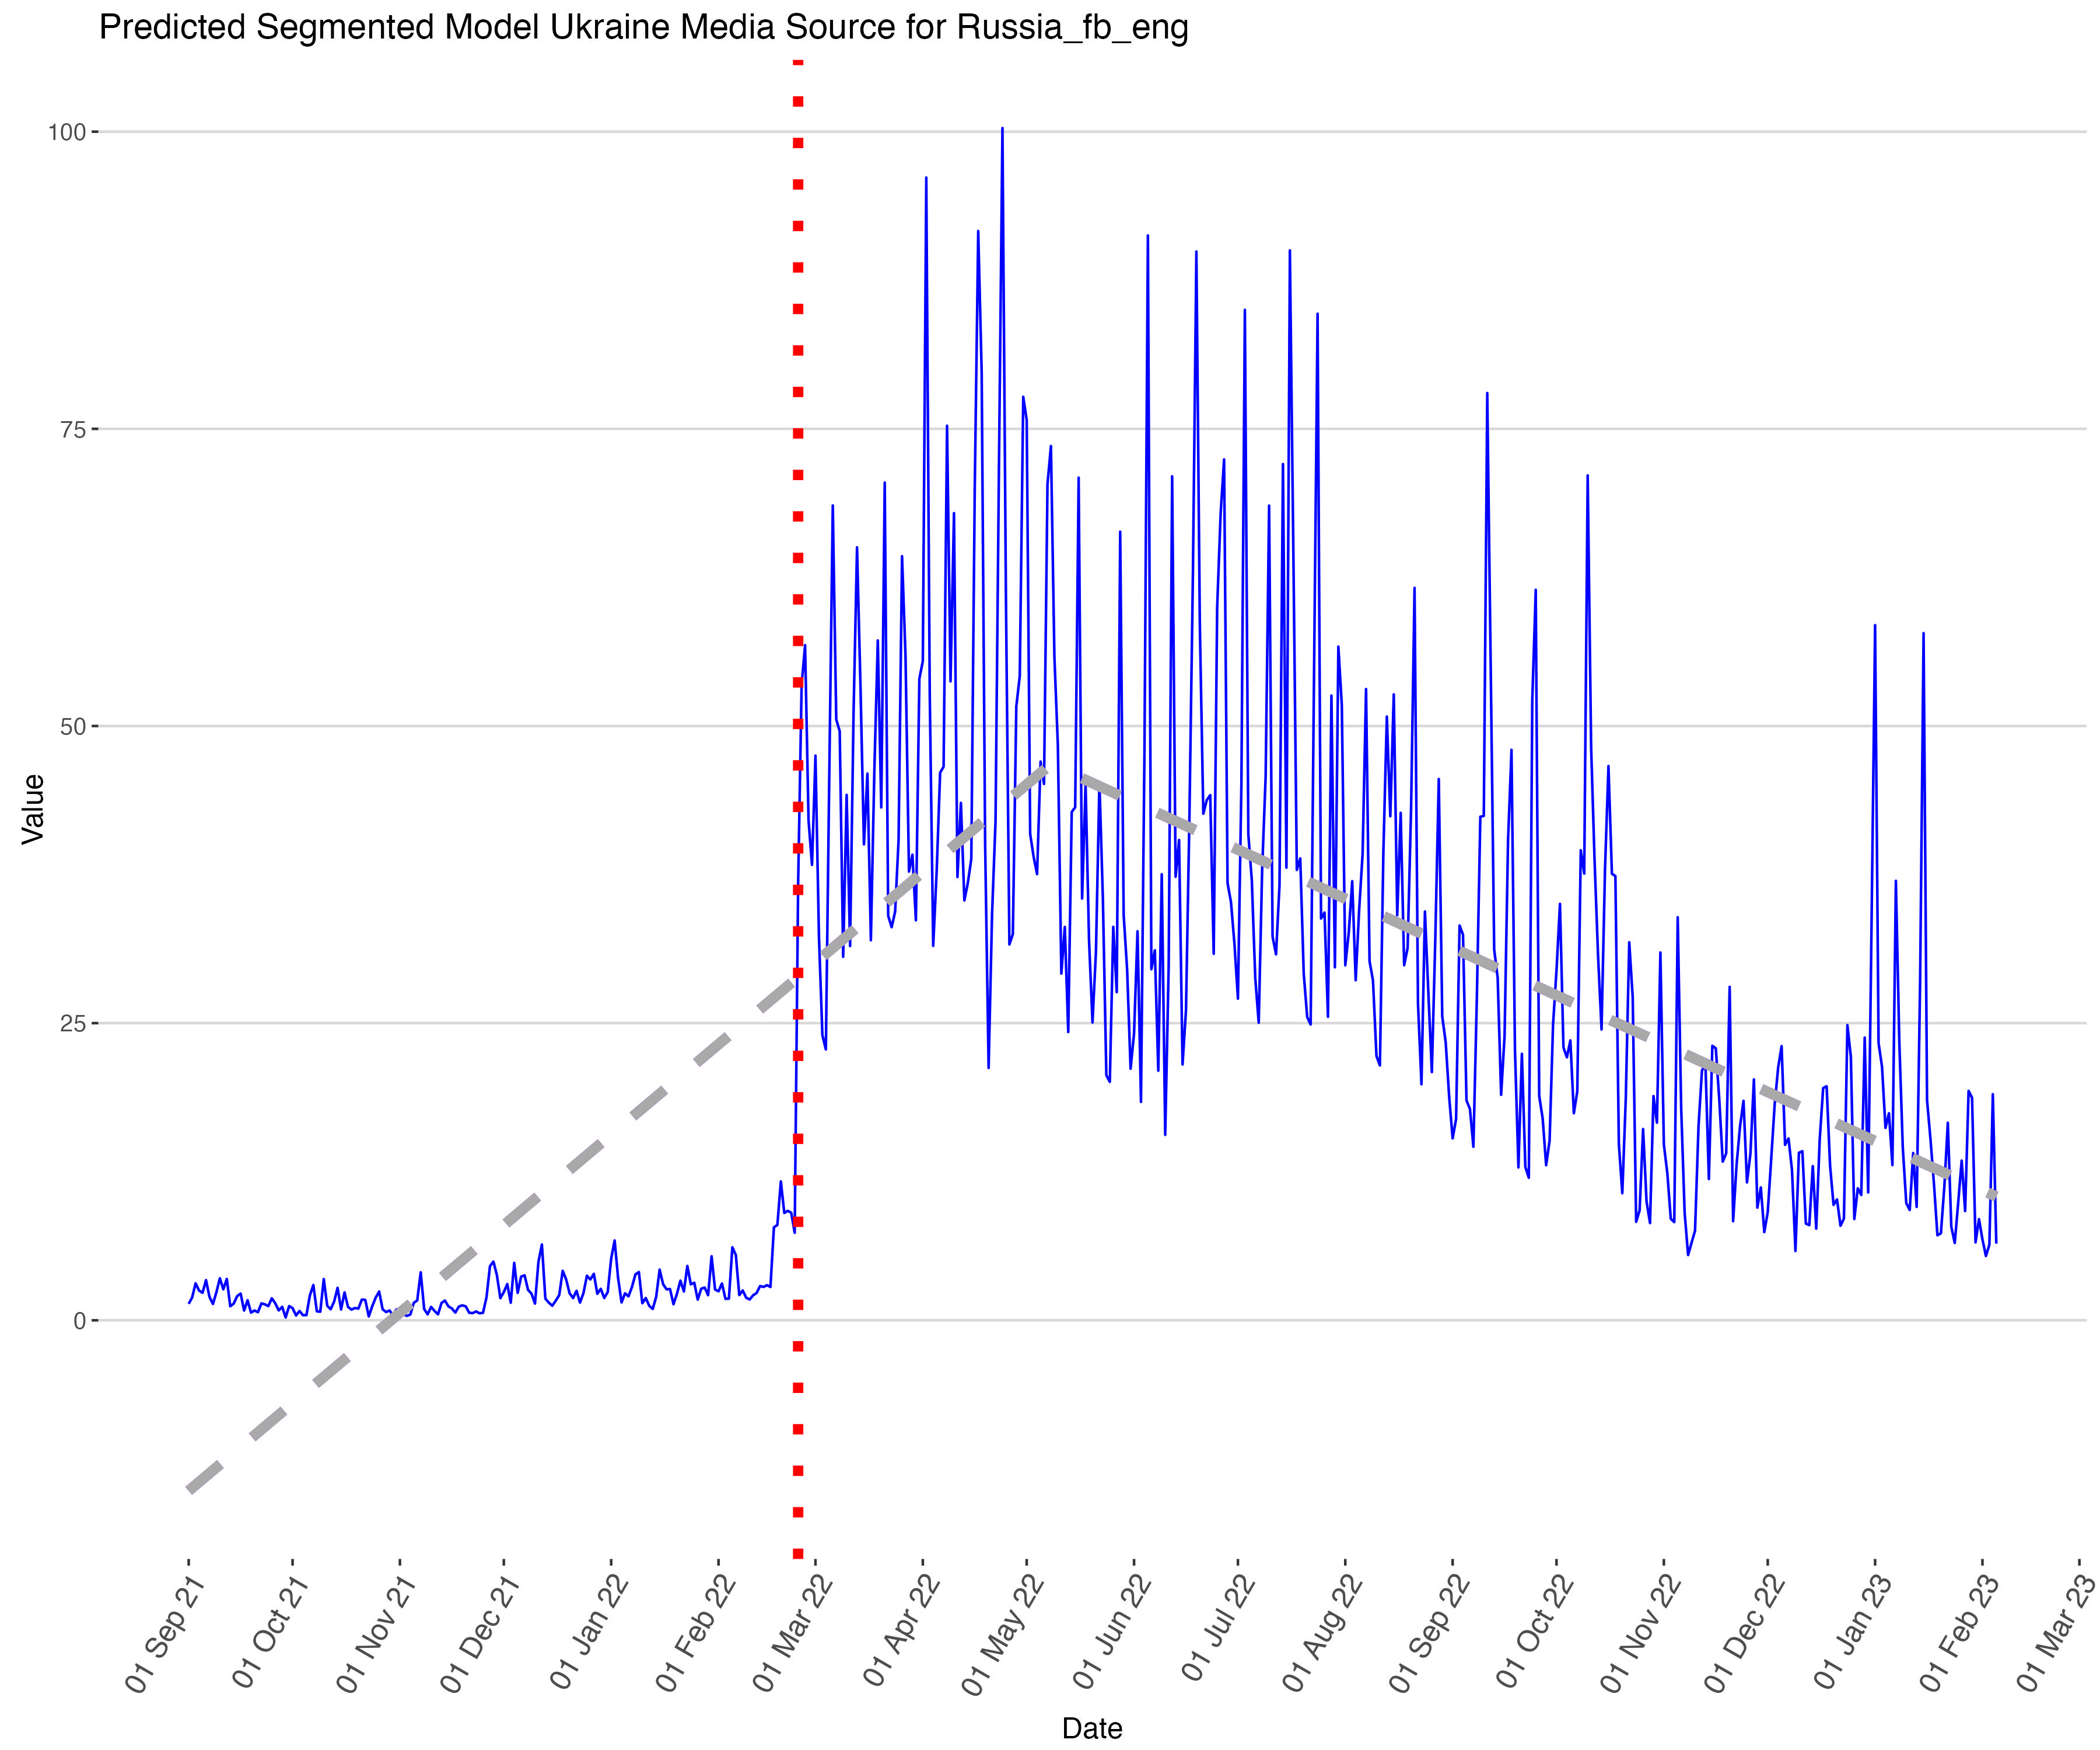 Predicted Segmented Model Ukraine Media Source for Russia_fb_eng
100
75
50
25
0
Value
01 Sep 21
01 Oct 21
01 Nov 21
01 Dec 21
01 Jan 22
01 Feb 22
01 Mar 22
01 Apr 22
01 May 22
01 Jun 22
01 Jul 22
01 Aug 22
01 Sep 22
01 Oct 22
01 Nov 22
01 Dec 22
01 Jan 23
01 Feb 23
01 Mar 23
Date